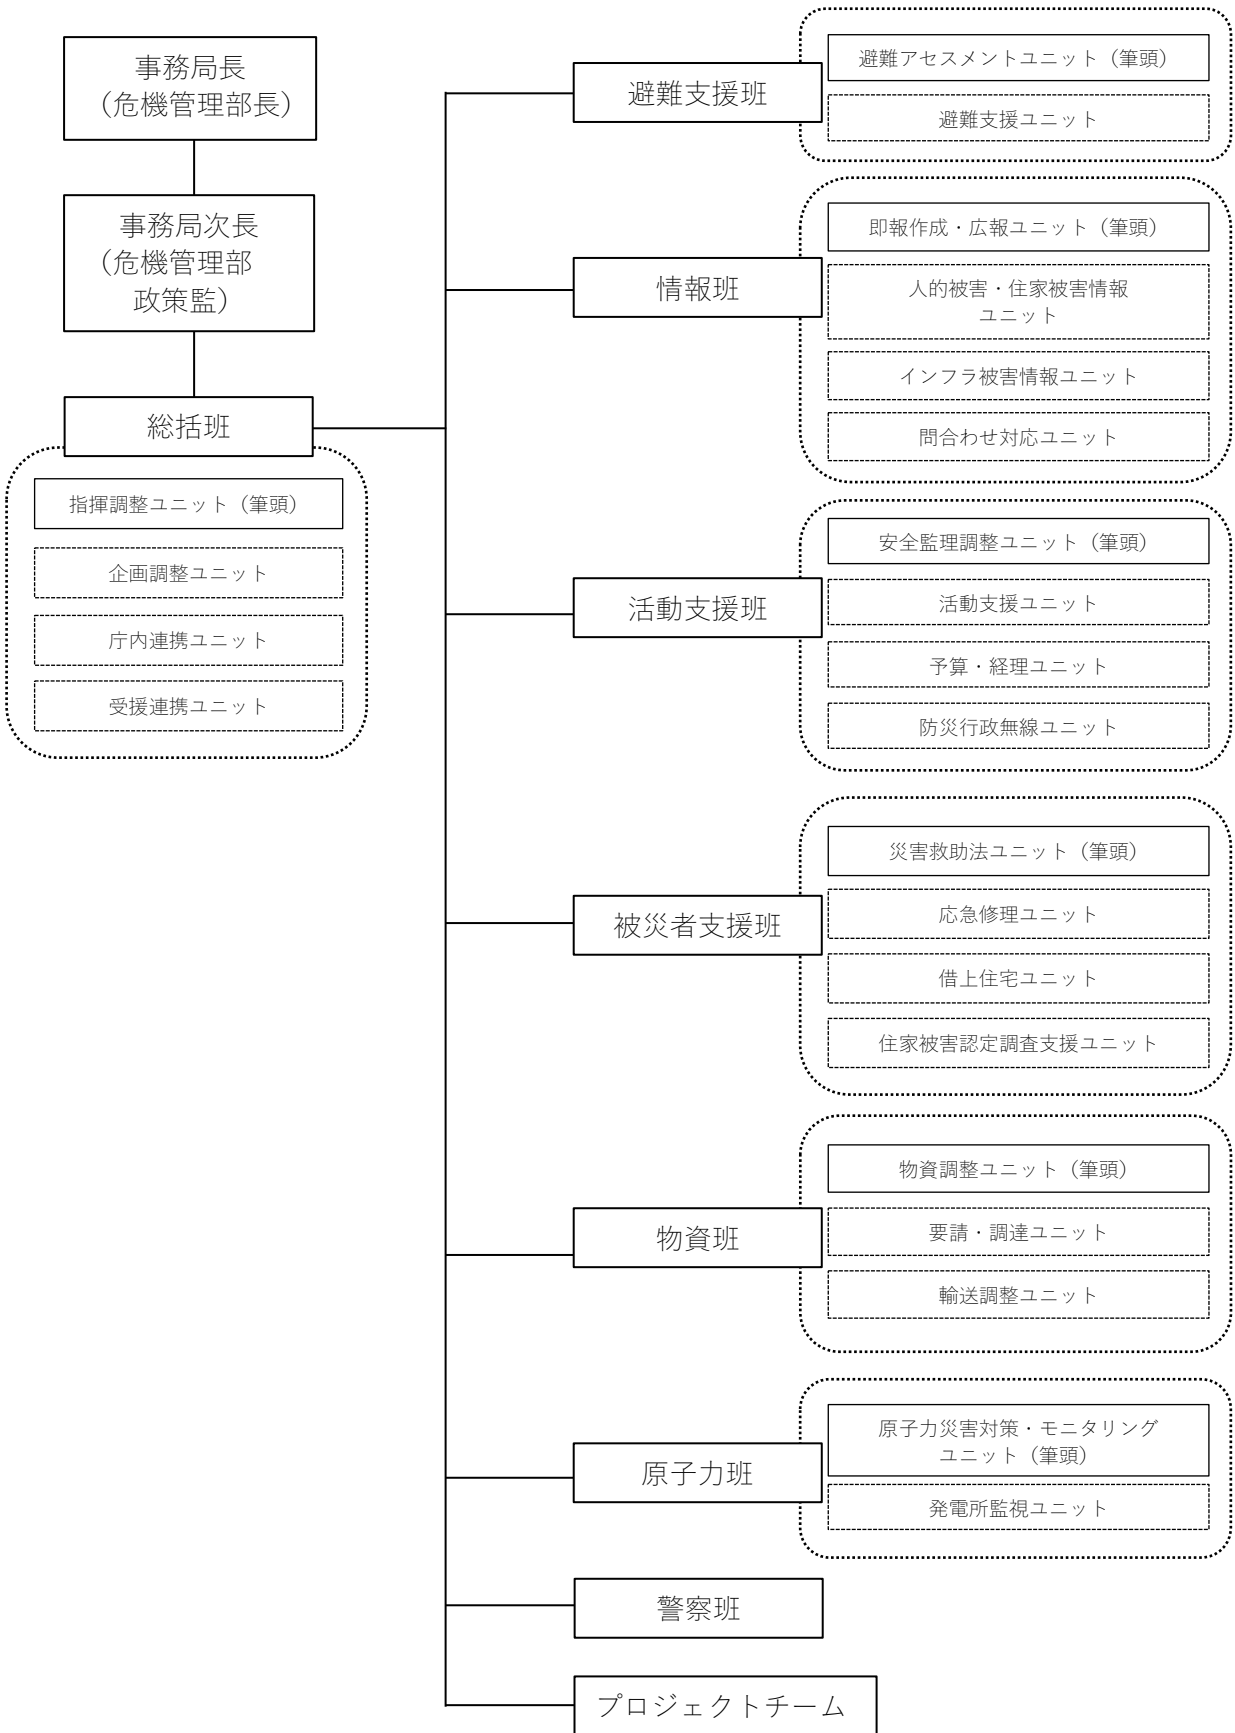 事務局長
（危機管理部長）
事務局次長
（危機管理部
政策監）
総括班
指揮調整ユニット（筆頭）
企画調整ユニット
庁内連携ユニット
受援連携ユニット
避難支援班
避難アセスメントユニット（筆頭）
避難支援ユニット
情報班
即報作成・広報ユニット（筆頭）
人的被害・住家被害情報
ユニット
インフラ被害情報ユニット
問合わせ対応ユニット
活動支援班
安全監理調整ユニット（筆頭）
活動支援ユニット
予算・経理ユニット
防災行政無線ユニット
被災者支援班
災害救助法ユニット（筆頭）
応急修理ユニット
借上住宅ユニット
住家被害認定調査支援ユニット
物資班
物資調整ユニット（筆頭）
要請・調達ユニット
輸送調整ユニット
原子力班
原子力災害対策・モニタリング
ユニット（筆頭）
発電所監視ユニット
警察班
プロジェクトチーム